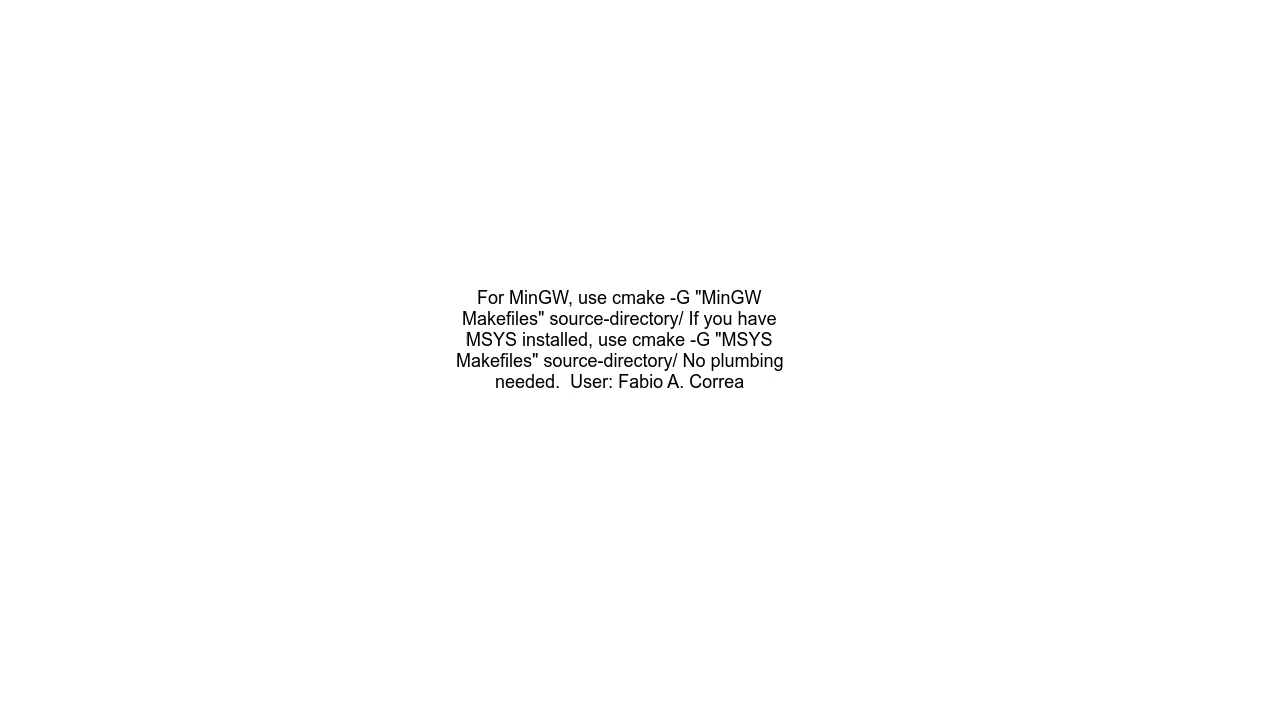 For MinGW, use cmake -G "MinGW
Makefiles" source-directory/ If you have
MSYS installed, use cmake -G "MSYS
Makefiles" source-directory/ No plumbing
needed.  User: Fabio A. Correa